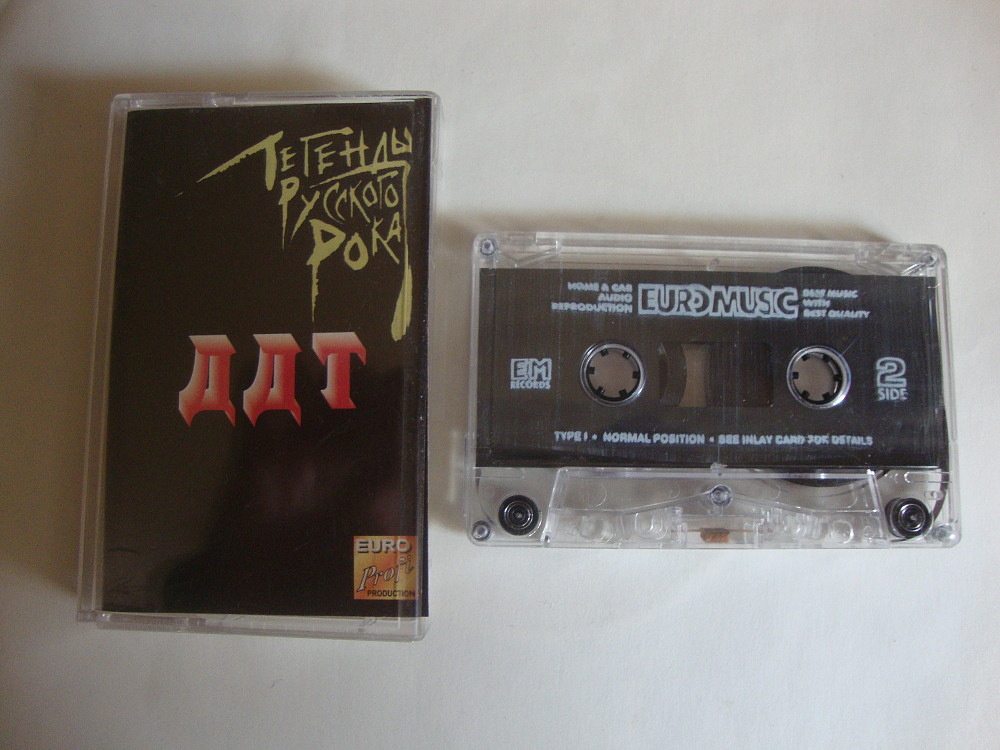 Легенды
Русского
Рока
ДДТ
EURO
Profi
PRODUCTION
HOME & CAR
AUDIO
REPRODUCTION
EUROMUSIC
BEST MUSIC
WITH
BEST QUALITY
EM
RECORDS
2
SIDE
TYPE I • NORMAL POSITION • SEE INLAY CARD FOR DETAILS